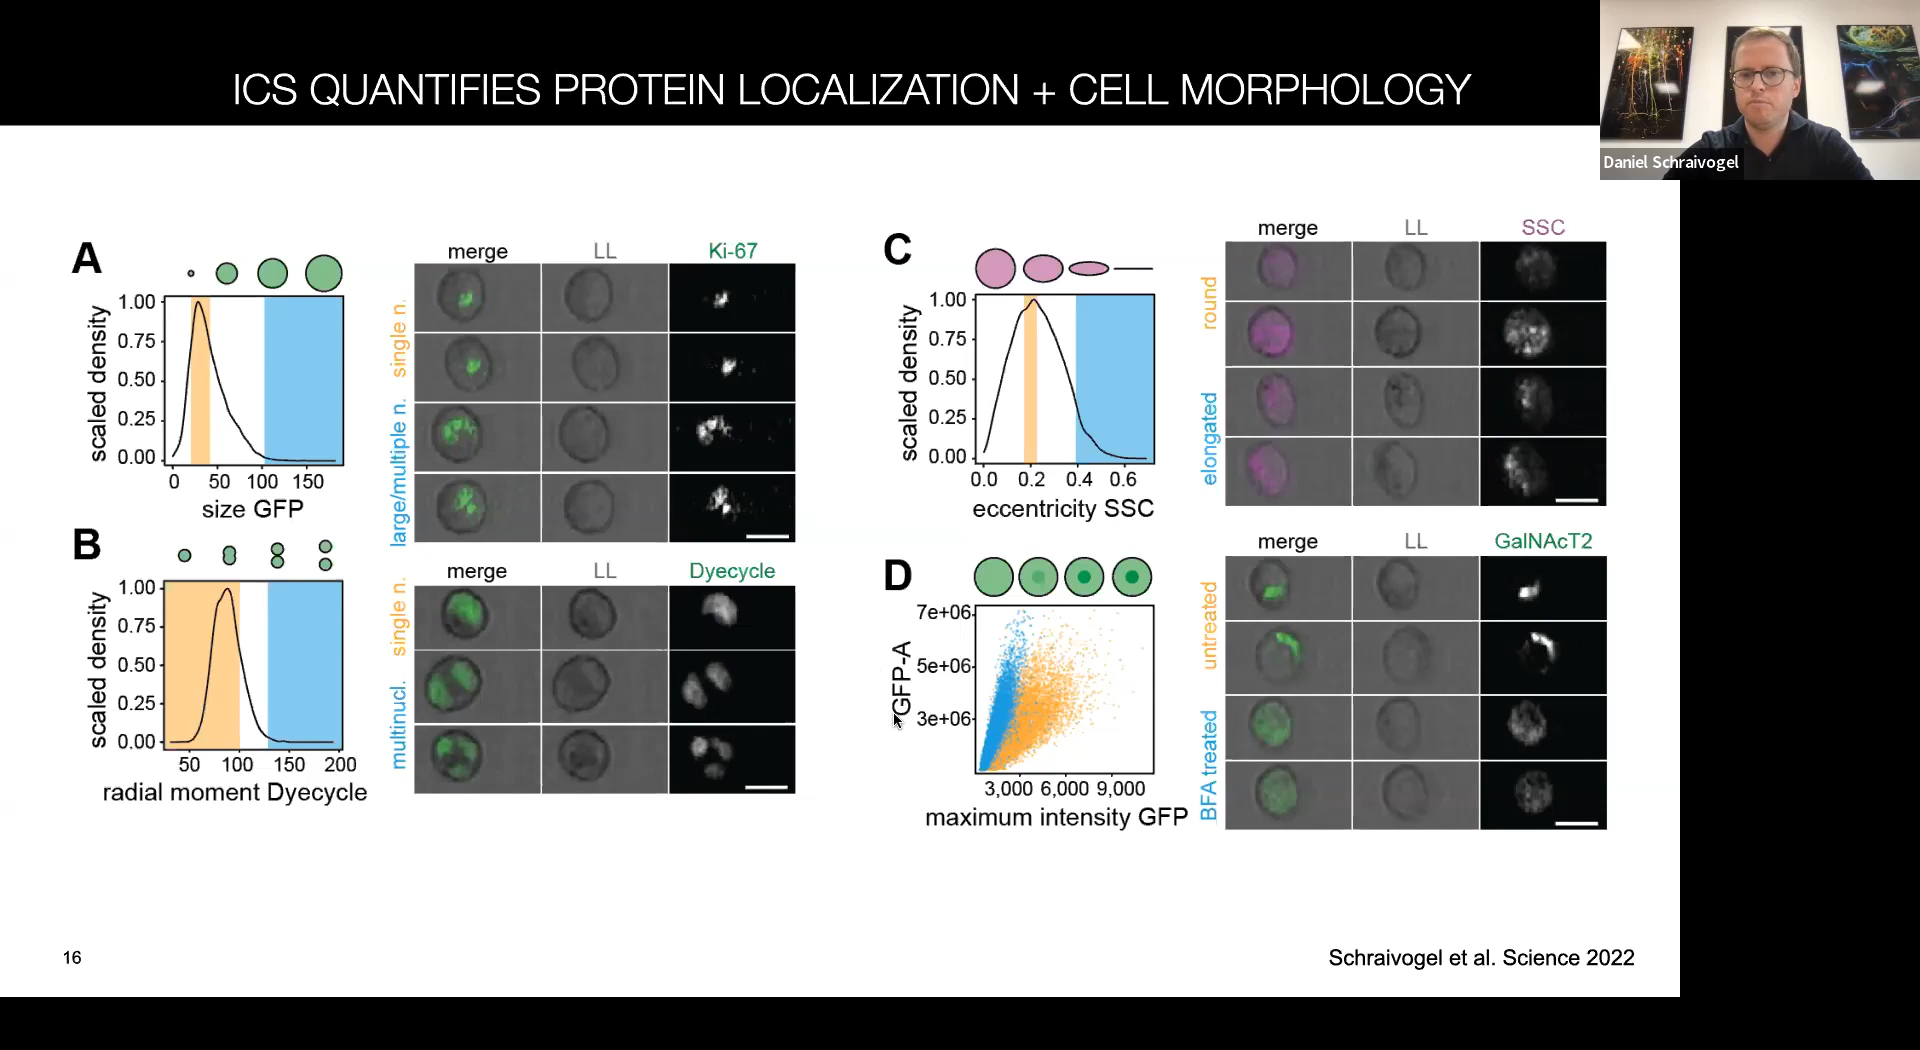 ICS QUANTIFIES PROTEIN LOCALIZATION + CELL MORPHOLOGY
Daniel Schraivogel
A
scaled density
1.00
0.75
0.50
0.25
0.00
0 50 100 150
size GFP
merge LL Ki-67
single n.
large/multiple n.
B
scaled density
1.00
0.75
0.50
0.25
0.00
50 100 150 200
radial moment Dyecycle
merge LL Dyecycle
single n.
multinucl.
C
scaled density
1.00
0.75
0.50
0.25
0.00
0.0 0.2 0.4 0.6
eccentricity SSC
merge LL SSC
round
elongated
D
GFP-A
7e+06
5e+06
3e+06
3,000 6,000 9,000
maximum intensity GFP
merge LL GalNAcT2
untreated
BFA treated
16
Schraivogel et al. Science 2022